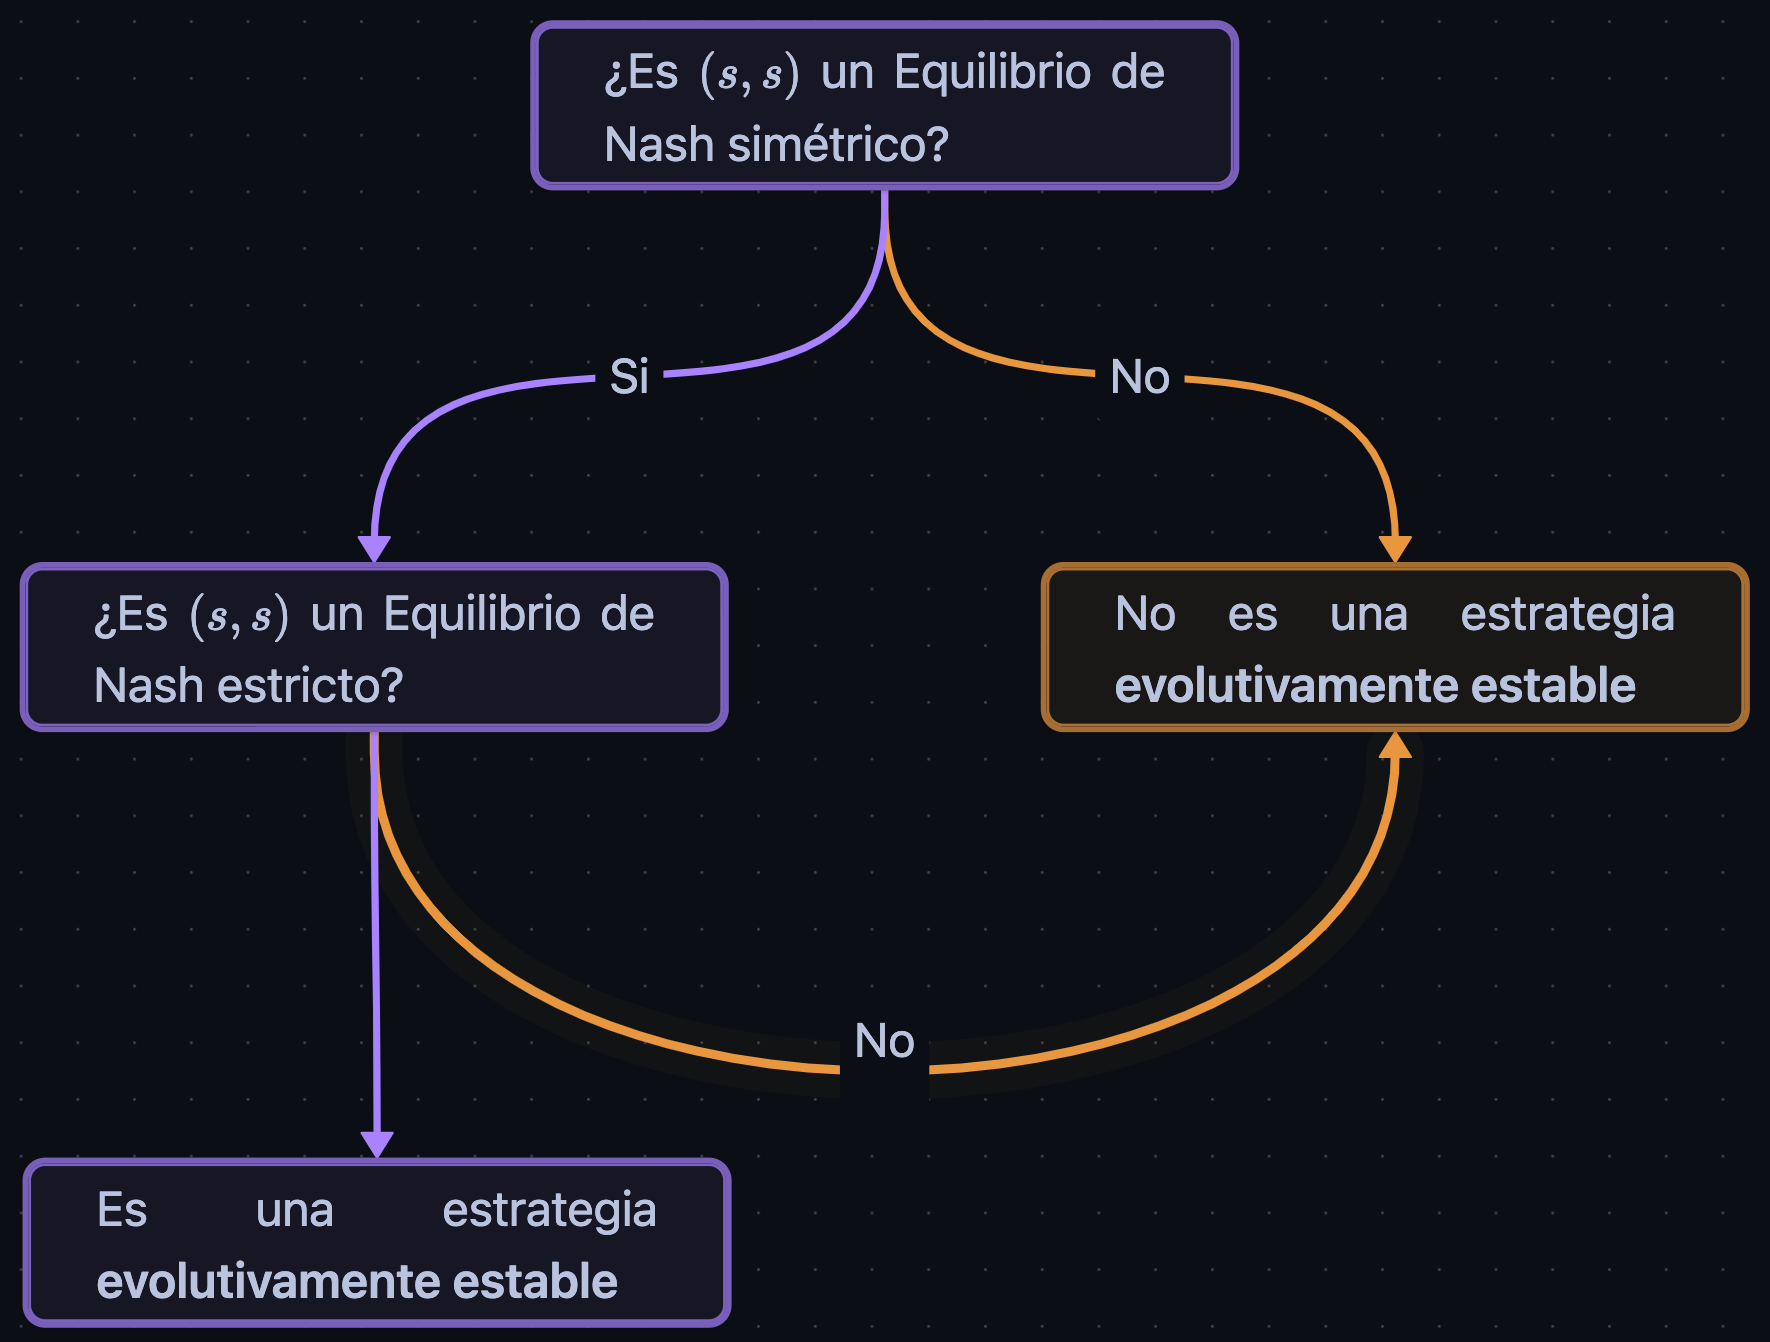 ¿Es (s, s) un Equilibrio de
Nash simétrico?
Si
No
¿Es (s, s) un Equilibrio de
Nash estricto?
No es una estrategia
evolutivamente estable
No
Es una estrategia
evolutivamente estable